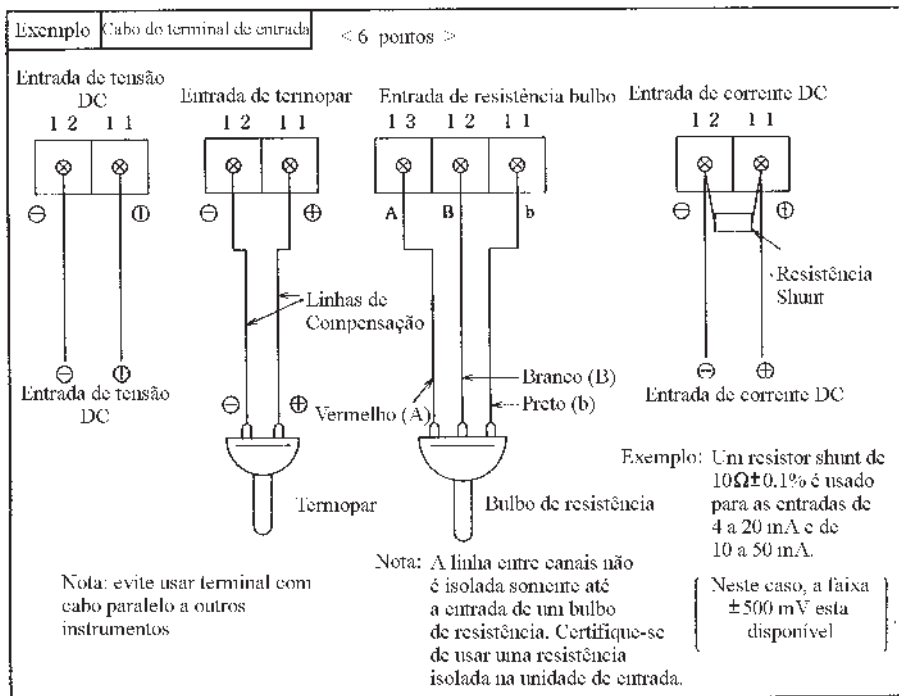 Exemplo Cabo do terminal de entrada < 6 pontos >
Entrada de tensão
DC
1 2 1 1
⊖ ⏀
⊖ ⏀
Entrada de tensão
DC
Entrada de termopar
1 2 1 1
⊖ ⊕
Linhas de
Compensação
⊖ ⊕
Termopar
Entrada de resistência bulbo
1 3 1 2 1 1
A B b
Branco (B)
Vermelho (A)
Preto (b)
Bulbo de resistência
Entrada de corrente DC
1 2 1 1
⊖ ⊕
Resistência
Shunt
⊖ ⊕
Entrada de corrente DC
Nota: evite usar terminal com
cabo paralelo a outros
instrumentos
Nota: A linha entre canais não
é isolada somente até
a entrada de um bulbo
de resistência. Certifique-se
de usar uma resistência
isolada na unidade de entrada.
Exemplo: Um resistor shunt de
10Ω±0.1% é usado
para as entradas de
4 a 20 mA e de
10 a 50 mA.
Neste caso, a faixa
±500 mV esta
disponível